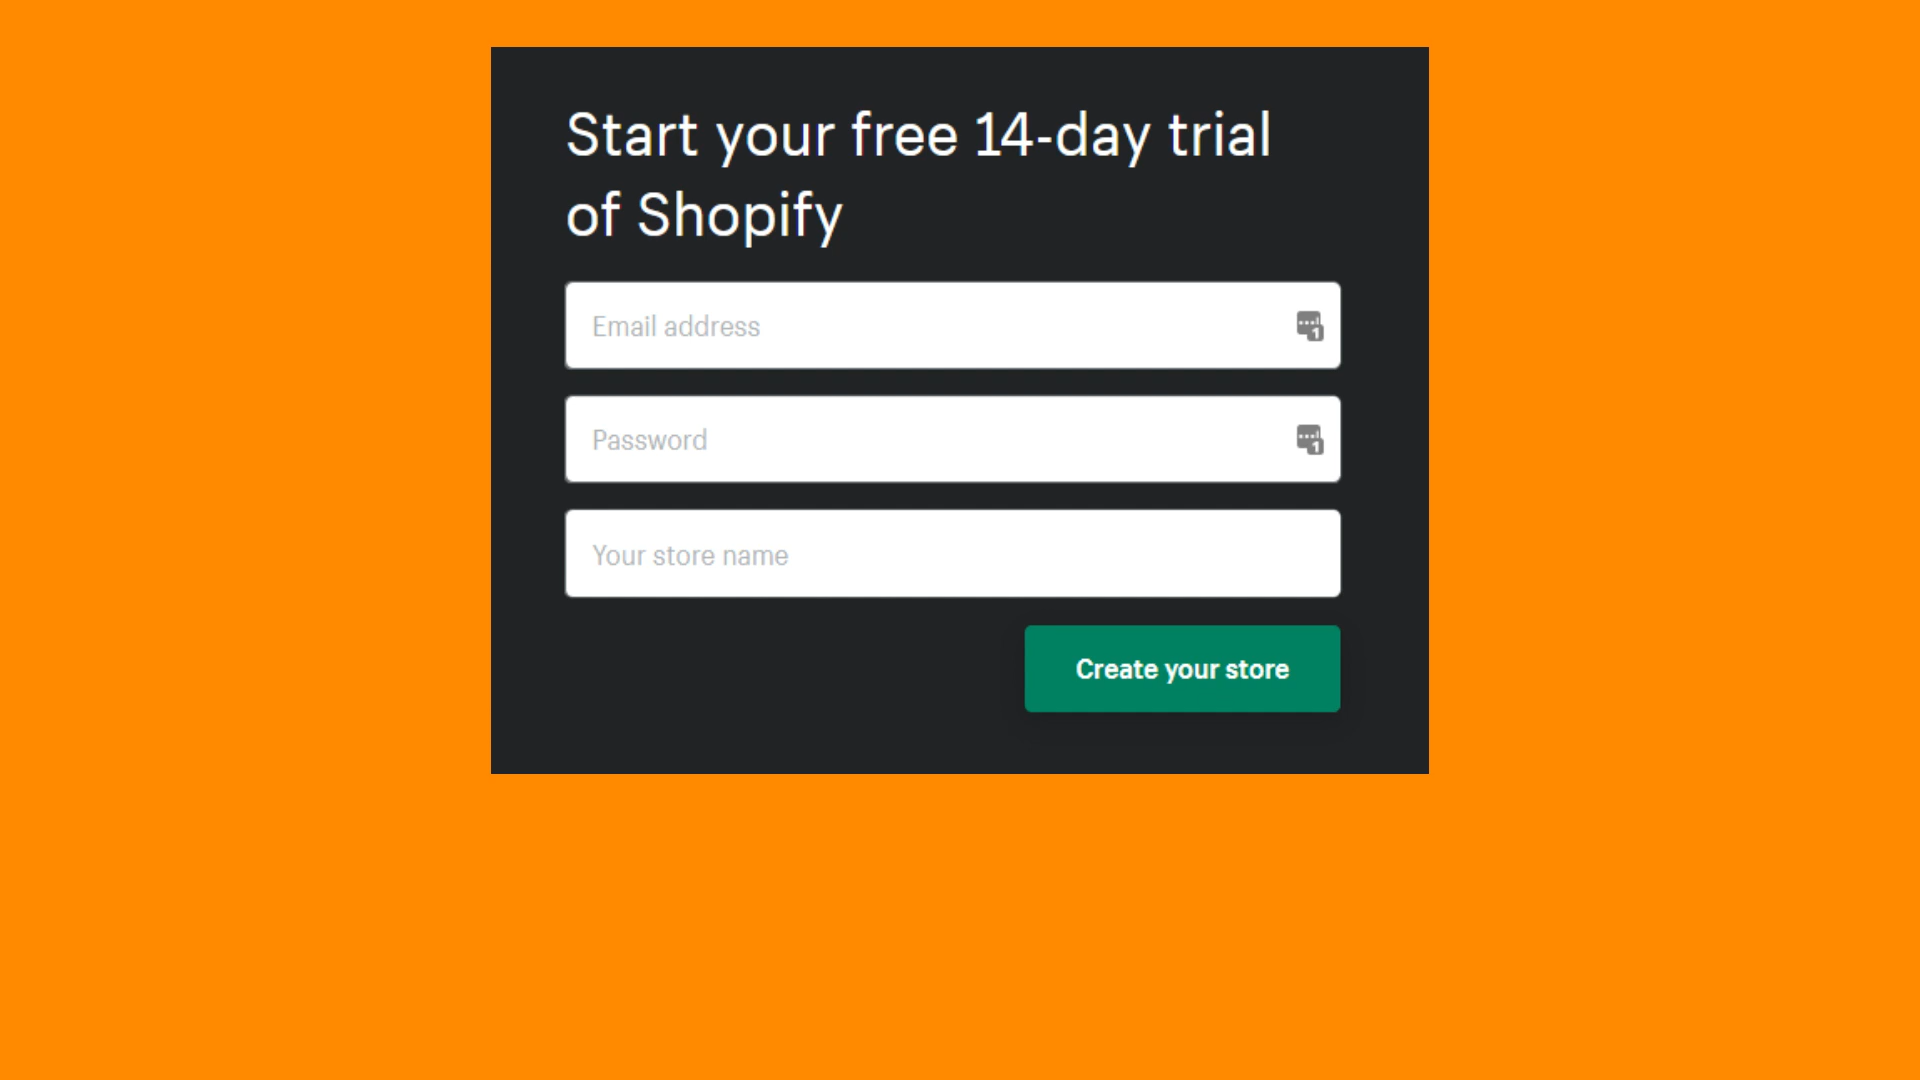 Start your free 14-day trial
of Shopify
Email address
Password
Your store name
Create your store